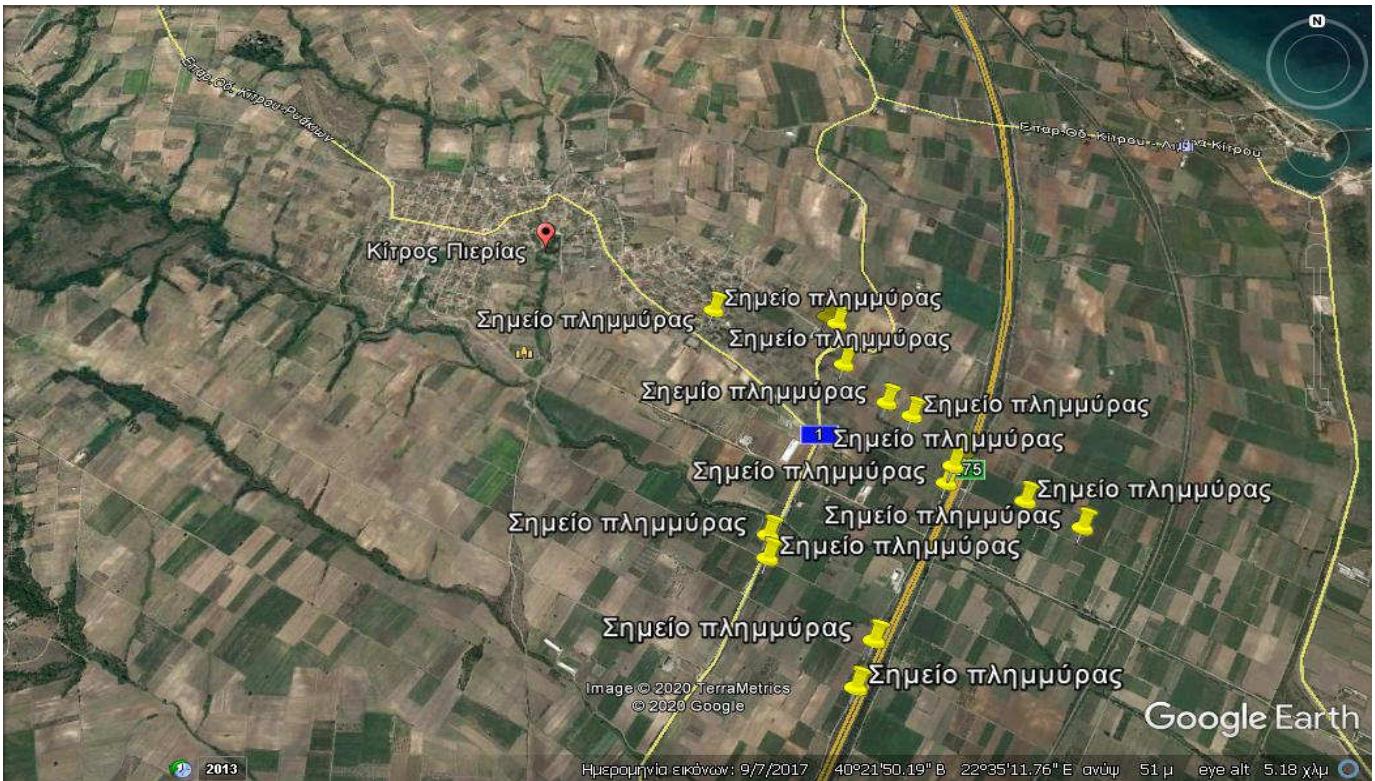 N
Επαρ.Οδ. Κίτρου-Ρυάκιων
Επαρ.Οδ. Κίτρου - Λιμένα Κίτρου
Κίτρος Πιερίας
Σημείο πλημμύρας
Σημείο πλημμύρας
Σημείο πλημμύρας
Σηεμίο πλημμύρας
Σημείο πλημμύρας
1
Σημείο πλημμύρας
Σημείο πλημμύρας
75
Σημείο πλημμύρας
Σημείο πλημμύρας
Σημείο πλημμύρας
Σημείο πλημμύρας
Σημείο πλημμύρας
Σημείο πλημμύρας
Image © 2020 TerraMetrics
© 2020 Google
Google Earth
2013
Ημερομηνία εικόνων: 9/7/2017 40°21'50.19" Β 22°35'11.76" Ε ανύψ 51 μ eye alt 5.18 χλμ